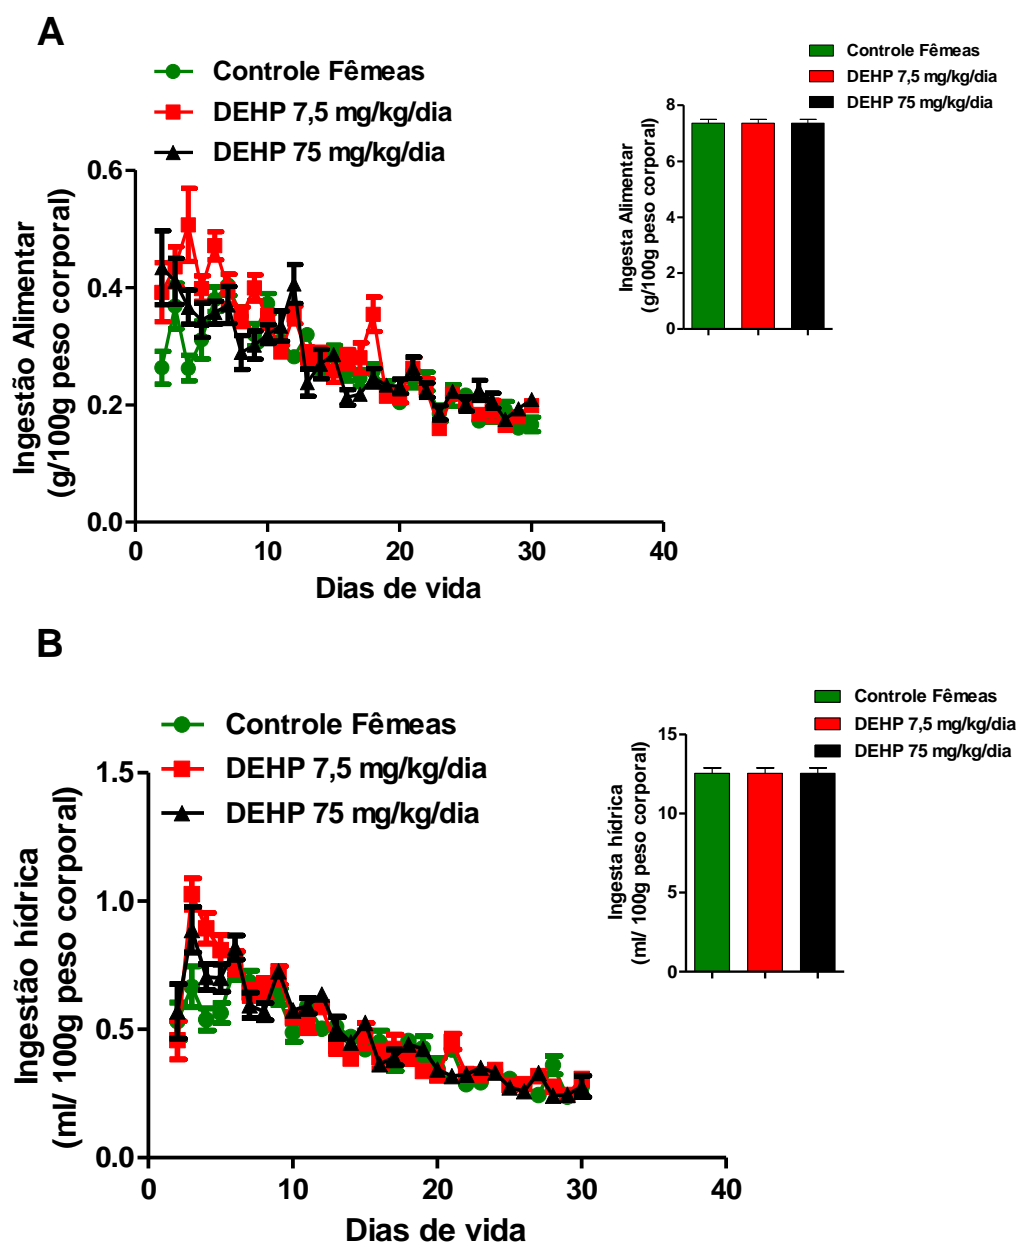 A
Controle Fêmeas
DEHP 7,5 mg/kg/dia
DEHP 75 mg/kg/dia
Ingestão Alimentar
(g/100g peso corporal)
0.6
0.4
0.2
0.0
0
10
20
30
40
Dias de vida
Controle Fêmeas
DEHP 7,5 mg/kg/dia
DEHP 75 mg/kg/dia
Ingesta Alimentar
(g/100g peso corporal)
8
6
4
2
0
B
Controle Fêmeas
DEHP 7,5 mg/kg/dia
DEHP 75 mg/kg/dia
Ingestão hídrica
(ml/ 100g peso corporal)
1.5
1.0
0.5
0.0
0
10
20
30
40
Dias de vida
Controle Fêmeas
DEHP 7,5 mg/kg/dia
DEHP 75 mg/kg/dia
Ingesta hídrica
(ml/ 100g peso corporal)
15
10
5
0